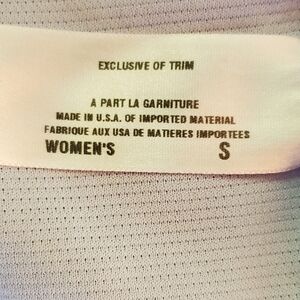 EXCLUSIVE OF TRIM
A PART LA GARNITURE
MADE IN U.S.A. OF IMPORTED MATERIAL
FABRIQUE AUX USA DE MATIERES IMPORTEES
WOMEN'S S